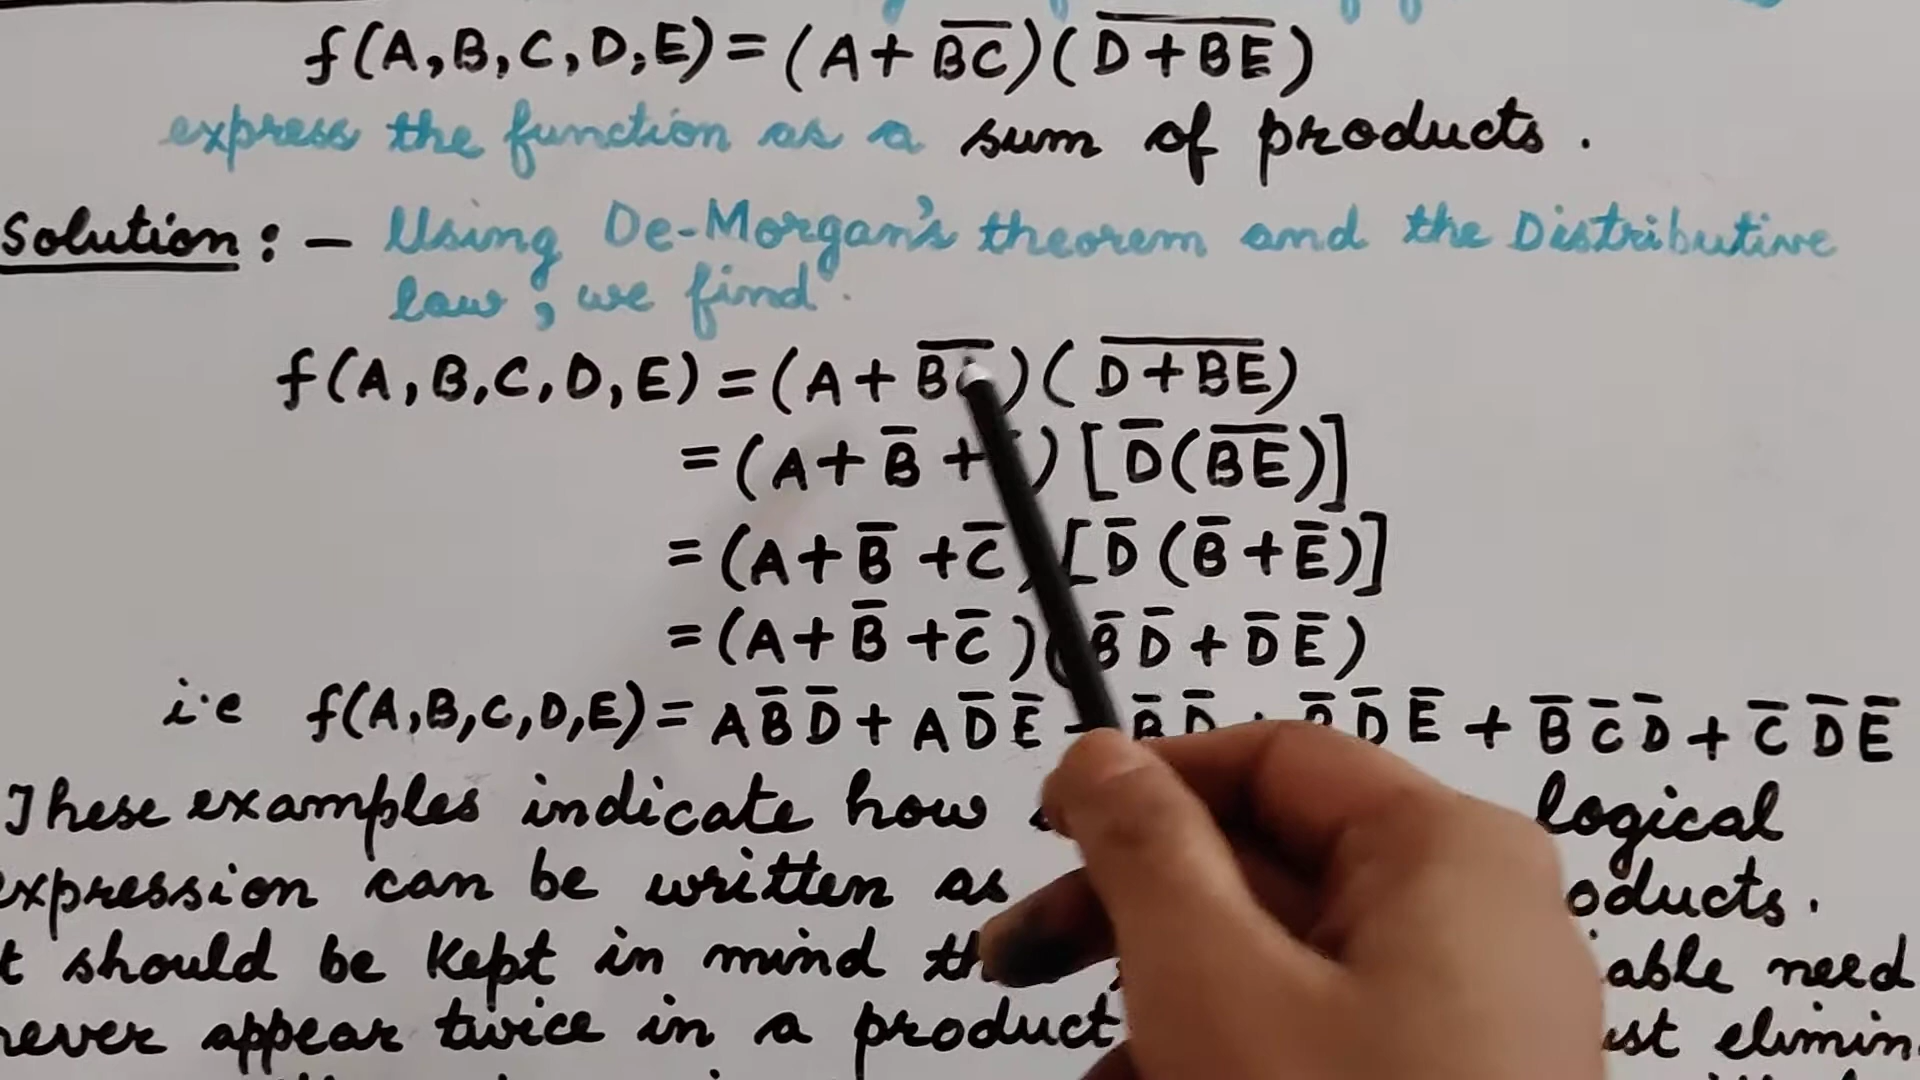 f(A,B,C,D,E) = (A + B̅C̅)(D̅ ̅+̅ ̅B̅E̅)
express the function as a sum of products.
Solution:- Using De-Morgan's theorem and the Distributive
law, we find.
f(A,B,C,D,E) = (A + B̅ )(D̅ ̅+̅ ̅B̅E̅)
= (A + B̅ + ) [D̅(B̅E̅)]
= (A + B̅ + C̅ [D̅(B̅ + E̅)]
= (A + B̅ + C̅)(B̅D̅ + D̅E̅)
i.e f(A,B,C,D,E) = AB̅D̅ + AD̅E̅ B̅D̅ D̅E̅ + B̅C̅D̅ + C̅D̅E̅
These examples indicate how logical
expression can be written as
should be kept in mind need
never appear twice in a product